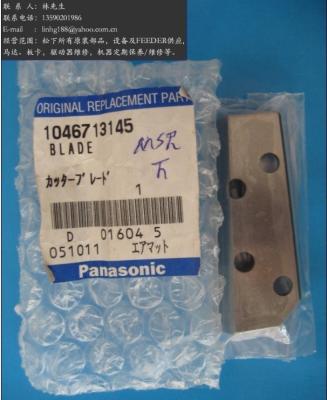 联 系 人：林先生
联系电话：13590201986
E-mail    ：linhg188@yahoo.com.cn
经营范围：松下所有原装部品，设备及FEEDER供应,
马达、板卡，驱动器维修，机器定期保养/维修等。
ORIGINAL REPLACEMENT PART
1046713145
BLADE
MSR
下
カッターブレード
1
D 01604 5
051011 エアマット
Panasonic